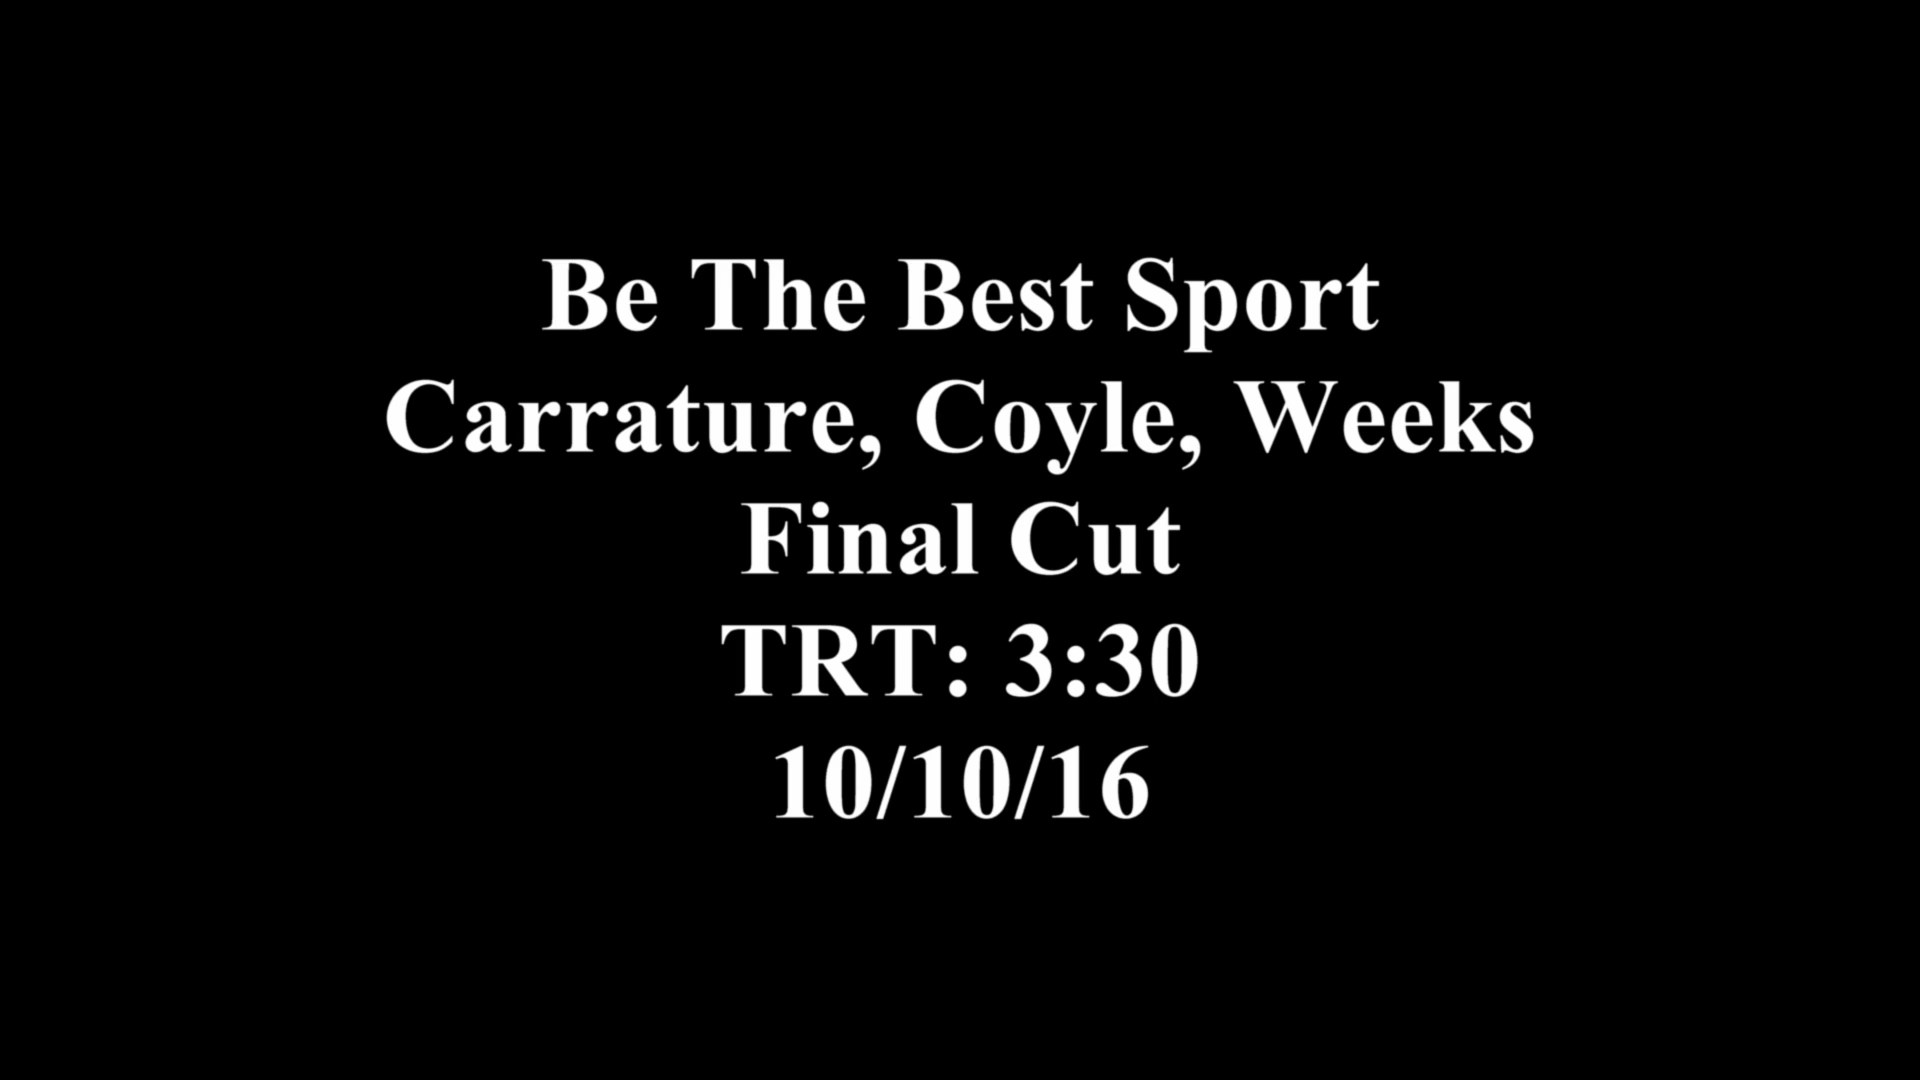 Be The Best Sport
Carrature, Coyle, Weeks
Final Cut
TRT: 3:30
10/10/16